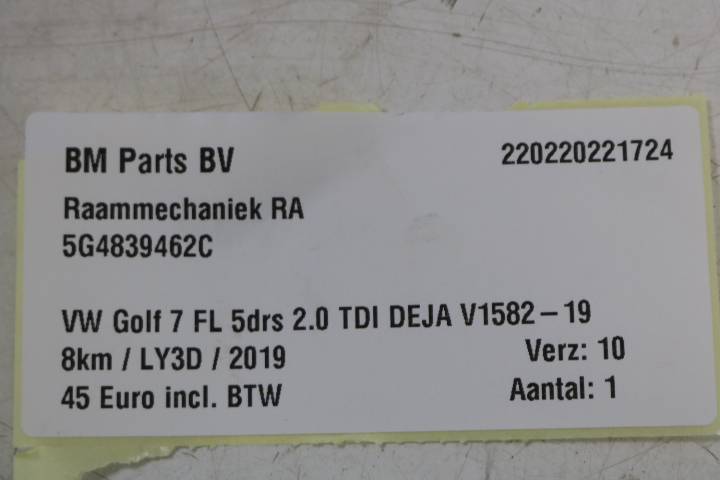 BM Parts BV 220220221724
Raammechaniek RA
5G4839462C
VW Golf 7 FL 5drs 2.0 TDI DEJA V1582-19
8km / LY3D / 2019 Verz: 10
45 Euro incl. BTW Aantal: 1